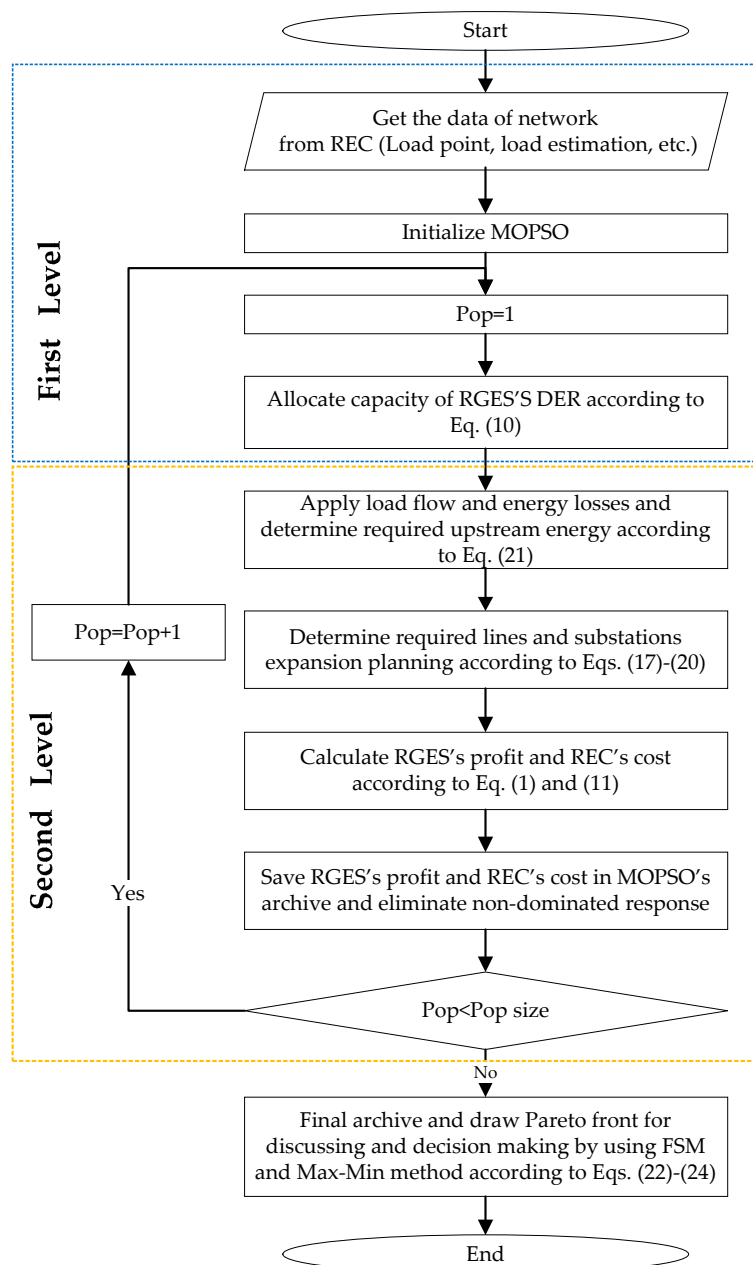 Start
Get the data of network
from REC (Load point, load estimation, etc.)
Initialize MOPSO
Pop=1
Allocate capacity of RGES'S DER according to
Eq. (10)
First Level
Apply load flow and energy losses and
determine required upstream energy according
to Eq. (21)
Pop=Pop+1
Determine required lines and substations
expansion planning according to Eqs. (17)-(20)
Calculate RGES's profit and REC's cost
according to Eq. (1) and (11)
Second Level
Yes
Save RGES's profit and REC's cost in MOPSO's
archive and eliminate non-dominated response
Pop<Pop size
No
Final archive and draw Pareto front for
discussing and decision making by using FSM
and Max-Min method according to Eqs. (22)-(24)
End